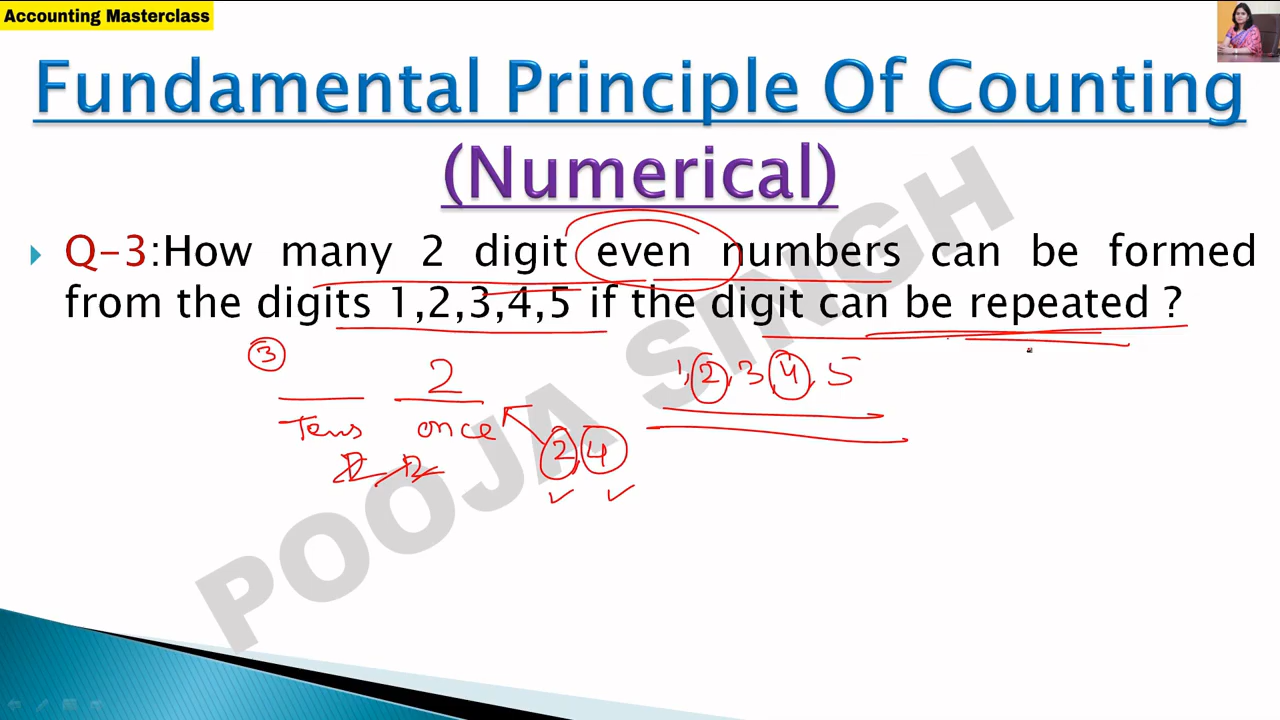 Accounting Masterclass
Fundamental Principle Of Counting
(Numerical)
Q-3:How many 2 digit even numbers can be formed
from the digits 1,2,3,4,5 if the digit can be repeated ?
3
2
1,2,3,4,5
Tens once
2,4
POOJA SINGH